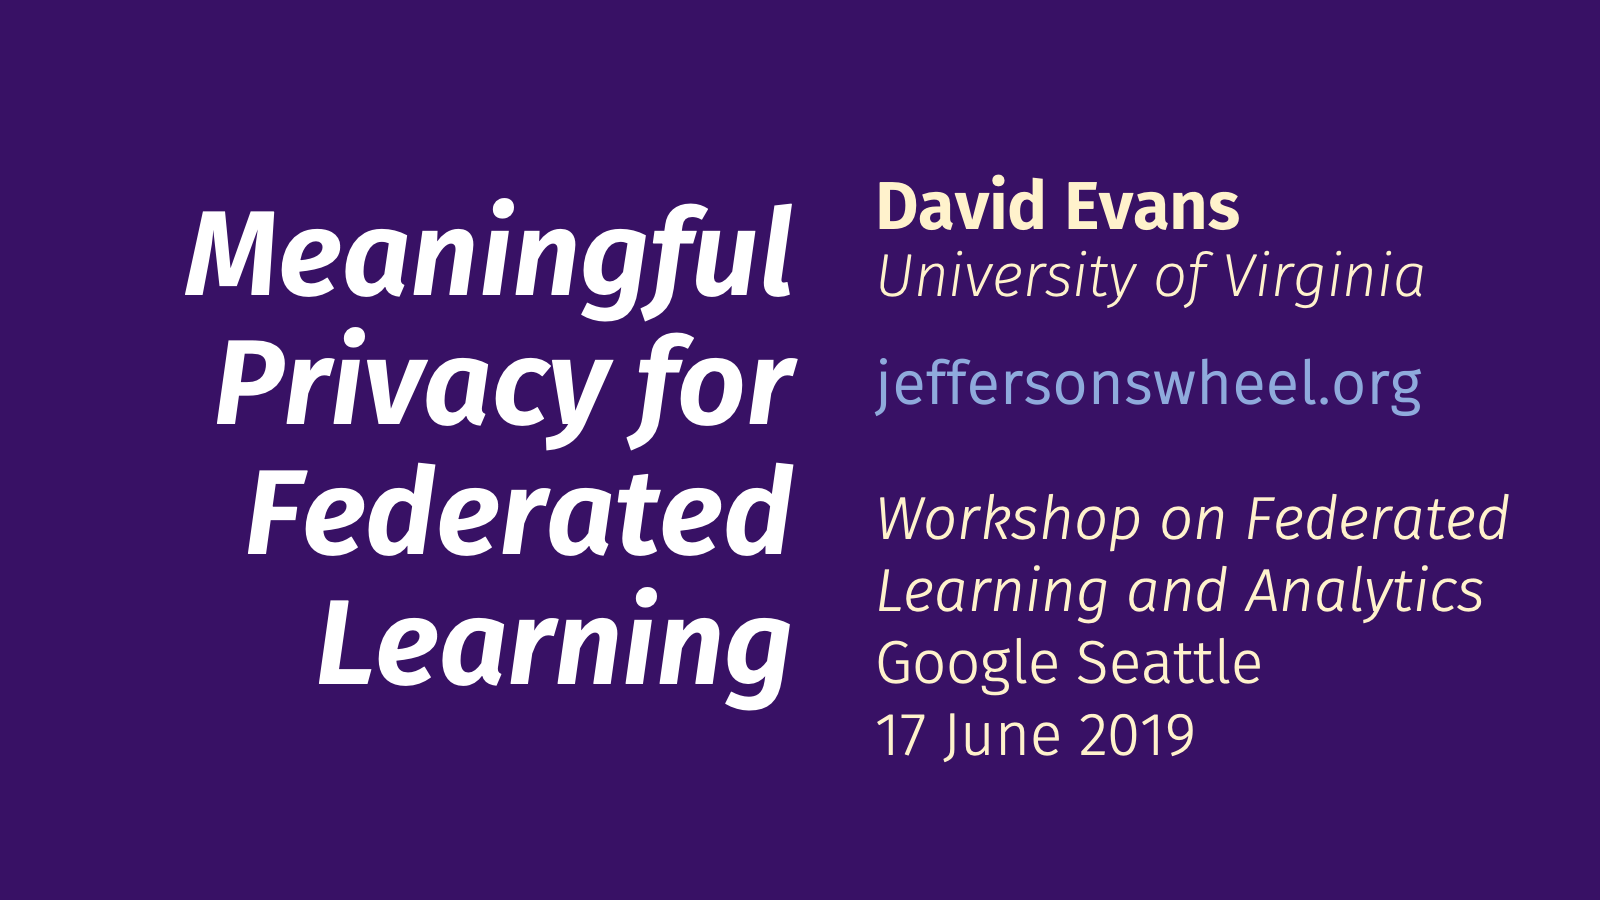 Meaningful
Privacy for
Federated
Learning
David Evans
University of Virginia
jeffersonswheel.org
Workshop on Federated
Learning and Analytics
Google Seattle
17 June 2019